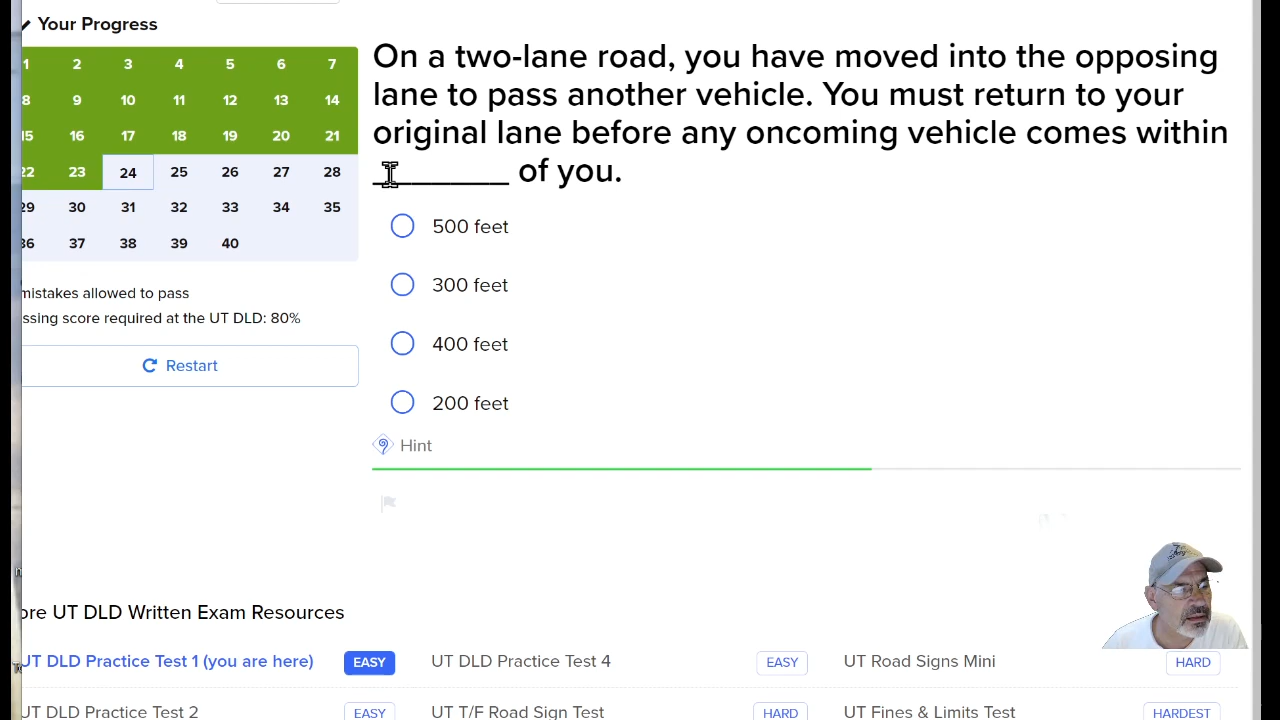 Your Progress
1 2 3 4 5 6 7
8 9 10 11 12 13 14
15 16 17 18 19 20 21
22 23 24 25 26 27 28
29 30 31 32 33 34 35
36 37 38 39 40
mistakes allowed to pass
ssing score required at the UT DLD: 80%
Restart
On a two-lane road, you have moved into the opposing
lane to pass another vehicle. You must return to your
original lane before any oncoming vehicle comes within
_______ of you.
500 feet
300 feet
400 feet
200 feet
Hint
ore UT DLD Written Exam Resources
UT DLD Practice Test 1 (you are here) EASY
UT DLD Practice Test 4 EASY
UT Road Signs Mini HARD
UT DLD Practice Test 2 EASY
UT T/F Road Sign Test HARD
UT Fines & Limits Test HARDEST